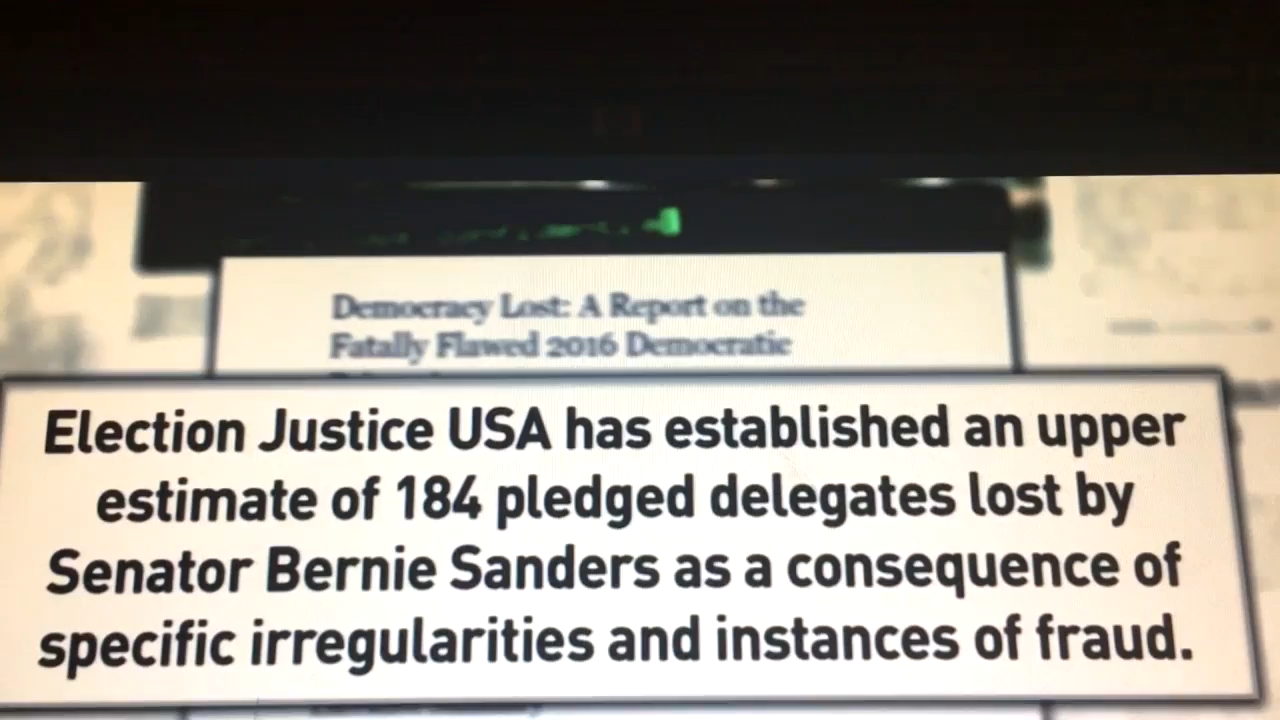 Democracy Lost: A Report on the
Fatally Flawed 2016 Democratic
Election Justice USA has established an upper
estimate of 184 pledged delegates lost by
Senator Bernie Sanders as a consequence of
specific irregularities and instances of fraud.